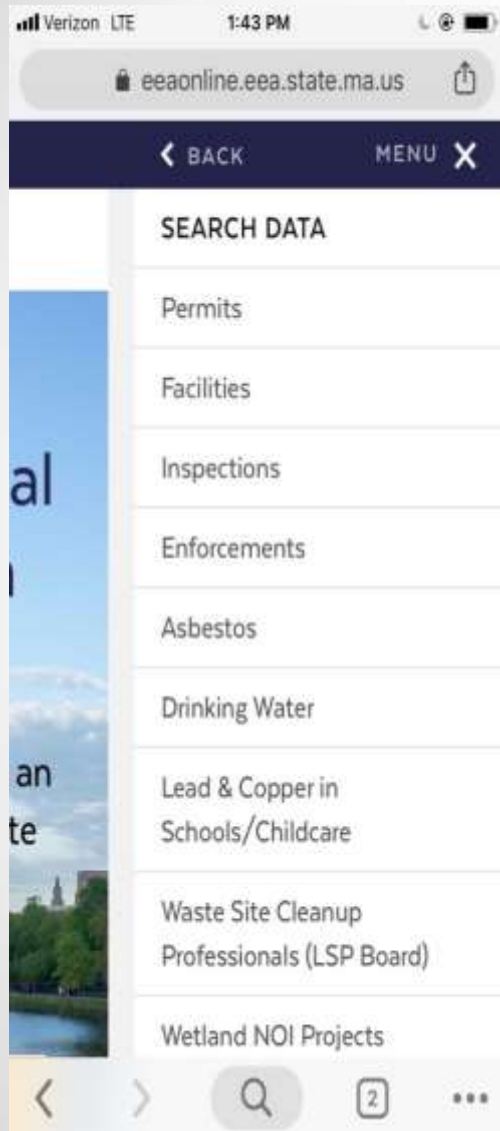 Verizon LTE 1:43 PM
eeaonline.eea.state.ma.us
BACK MENU X
SEARCH DATA
Permits
Facilities
Inspections
Enforcements
Asbestos
Drinking Water
Lead & Copper in
Schools/Childcare
Waste Site Cleanup
Professionals (LSP Board)
Wetland NOI Projects
al
an
te
2